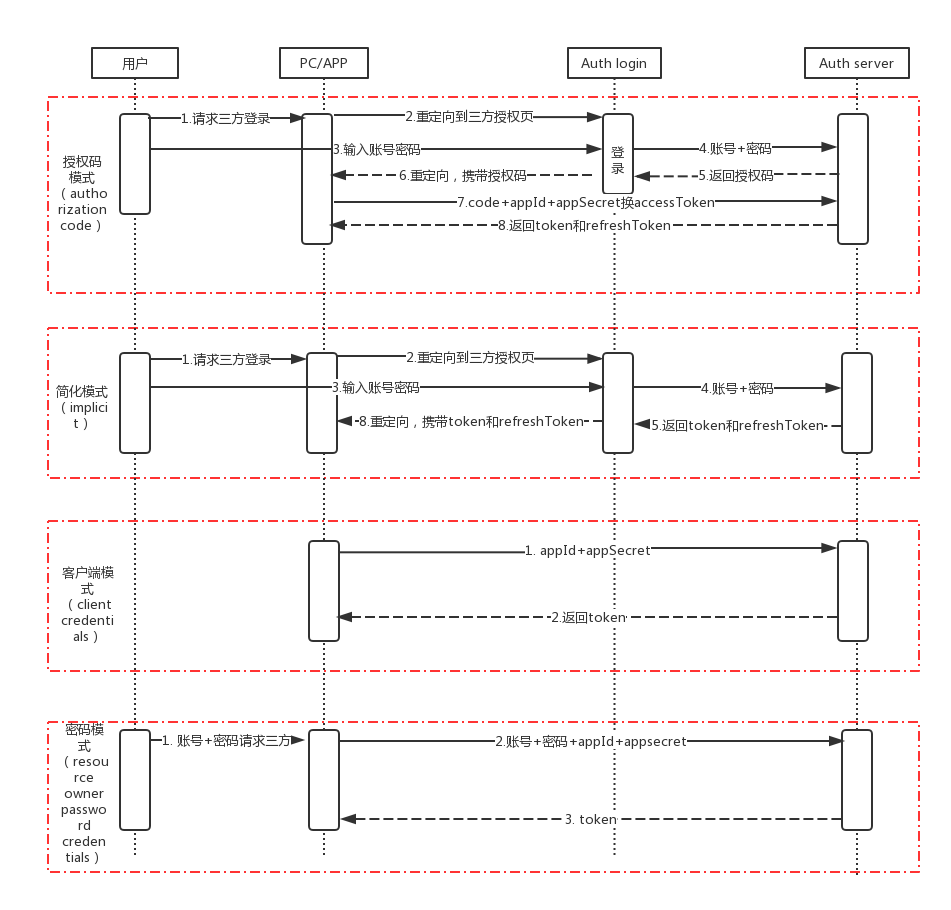 用户
PC/APP
Auth login
Auth server
授权码
模式
（autho
rization
code）
1.请求三方登录
2.重定向到三方授权页
3.输入账号密码
登
录
4.账号+密码
5.返回授权码
6.重定向，携带授权码
7.code+appId+appSecret换accessToken
8.返回token和refreshToken
简化模式
（implici
t）
1.请求三方登录
2.重定向到三方授权页
3.输入账号密码
4.账号+密码
5.返回token和refreshToken
8.重定向，携带token和refreshToken
客户端模
式
（client
credenti
als）
1. appId+appSecret
2.返回token
密码模
式
（resou
rce
owner
passwo
rd
creden
tials）
1. 账号+密码请求三方
2.账号+密码+appId+appsecret
3. token